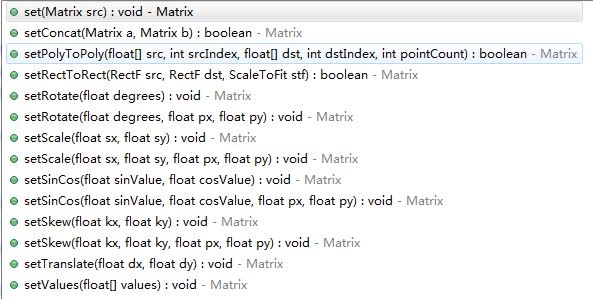 set(Matrix src) : void - Matrix
setConcat(Matrix a, Matrix b) : boolean - Matrix
setPolyToPoly(float[] src, int srcIndex, float[] dst, int dstIndex, int pointCount) : boolean - Matrix
setRectToRect(RectF src, RectF dst, ScaleToFit stf) : boolean - Matrix
setRotate(float degrees) : void - Matrix
setRotate(float degrees, float px, float py) : void - Matrix
setScale(float sx, float sy) : void - Matrix
setScale(float sx, float sy, float px, float py) : void - Matrix
setSinCos(float sinValue, float cosValue) : void - Matrix
setSinCos(float sinValue, float cosValue, float px, float py) : void - Matrix
setSkew(float kx, float ky) : void - Matrix
setSkew(float kx, float ky, float px, float py) : void - Matrix
setTranslate(float dx, float dy) : void - Matrix
setValues(float[] values) : void - Matrix